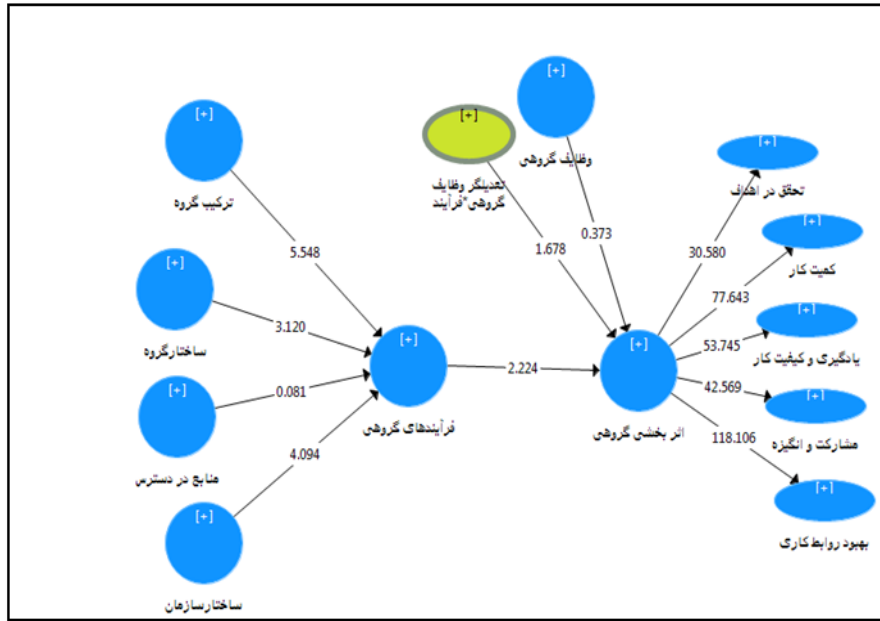 [+]
ترکیب گروه
[+]
ساختارگروه
[+]
منابع در دسترس
[+]
ساختارسازمان
5.548
3.120
0.081
4.094
[+]
فرآیندهای گروهی
2.224
[+]
تعدیلگر وظایف
گروهی*فرآیند
[+]
وظایف گروهی
1.678
0.373
[+]
اثر بخشی گروهی
30.580
77.643
53.745
42.569
118.106
[+]
تحقق در اهداف
[+]
کمیت کار
[+]
یادگیری و کیفیت کار
[+]
مشارکت و انگیزه
[+]
بهبود روابط کاری